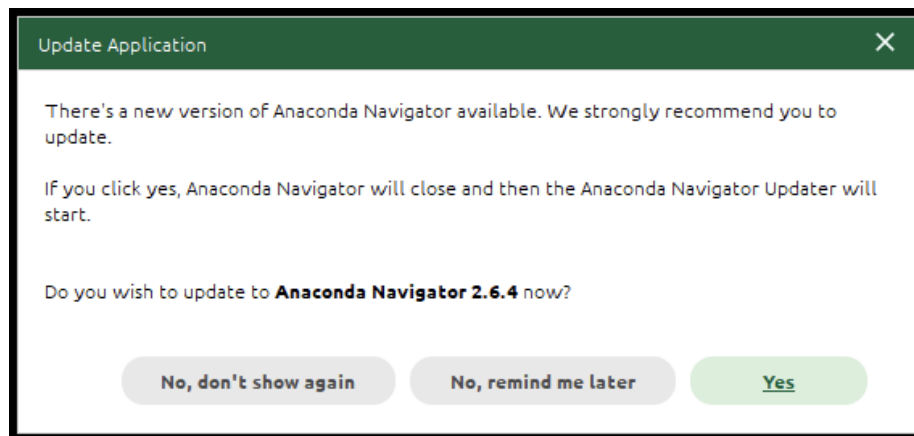 Update Application
There's a new version of Anaconda Navigator available. We strongly recommend you to
update.
If you click yes, Anaconda Navigator will close and then the Anaconda Navigator Updater will
start.
Do you wish to update to Anaconda Navigator 2.6.4 now?
No, don't show again
No, remind me later
Yes